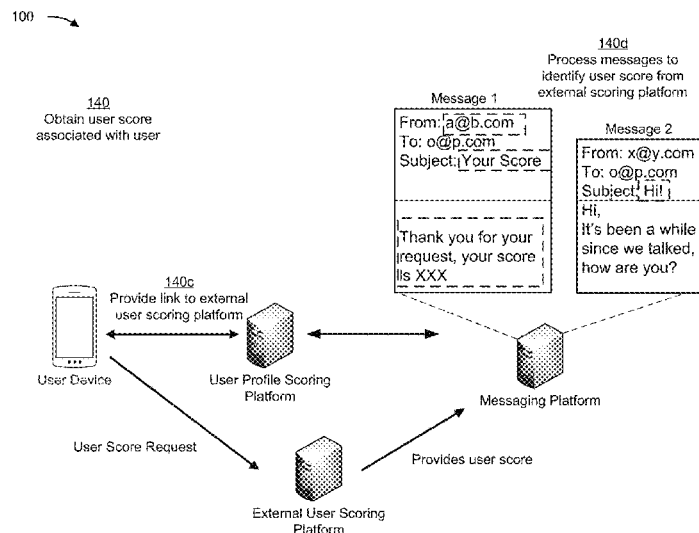 100
140
Obtain user score
associated with user
140d
Process messages to
identify user score from
external scoring platform
Message 1
From: a@b.com
To: o@p.com
Subject: Your Score
Thank you for your
request, your score
Is XXX
Message 2
From: x@y.com
To: o@p.com
Subject: Hi!
Hi,
It's been a while
since we talked,
how are you?
140c
Provide link to external
user scoring platform
User Device
User Profile Scoring
Platform
Messaging Platform
User Score Request
Provides user score
External User Scoring
Platform